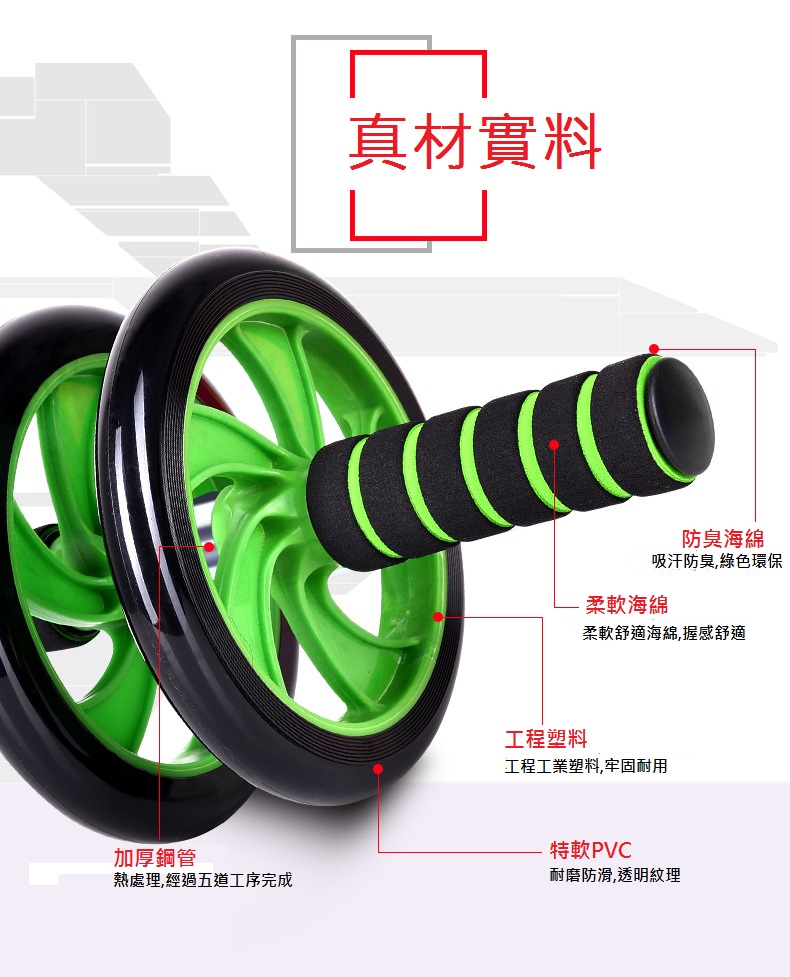 真材實料
防臭海綿
吸汗防臭,綠色環保
柔軟海綿
柔軟舒適海綿,握感舒適
工程塑料
工程工業塑料,牢固耐用
特軟PVC
耐磨防滑,透明紋理
加厚鋼管
熱處理,經過五道工序完成